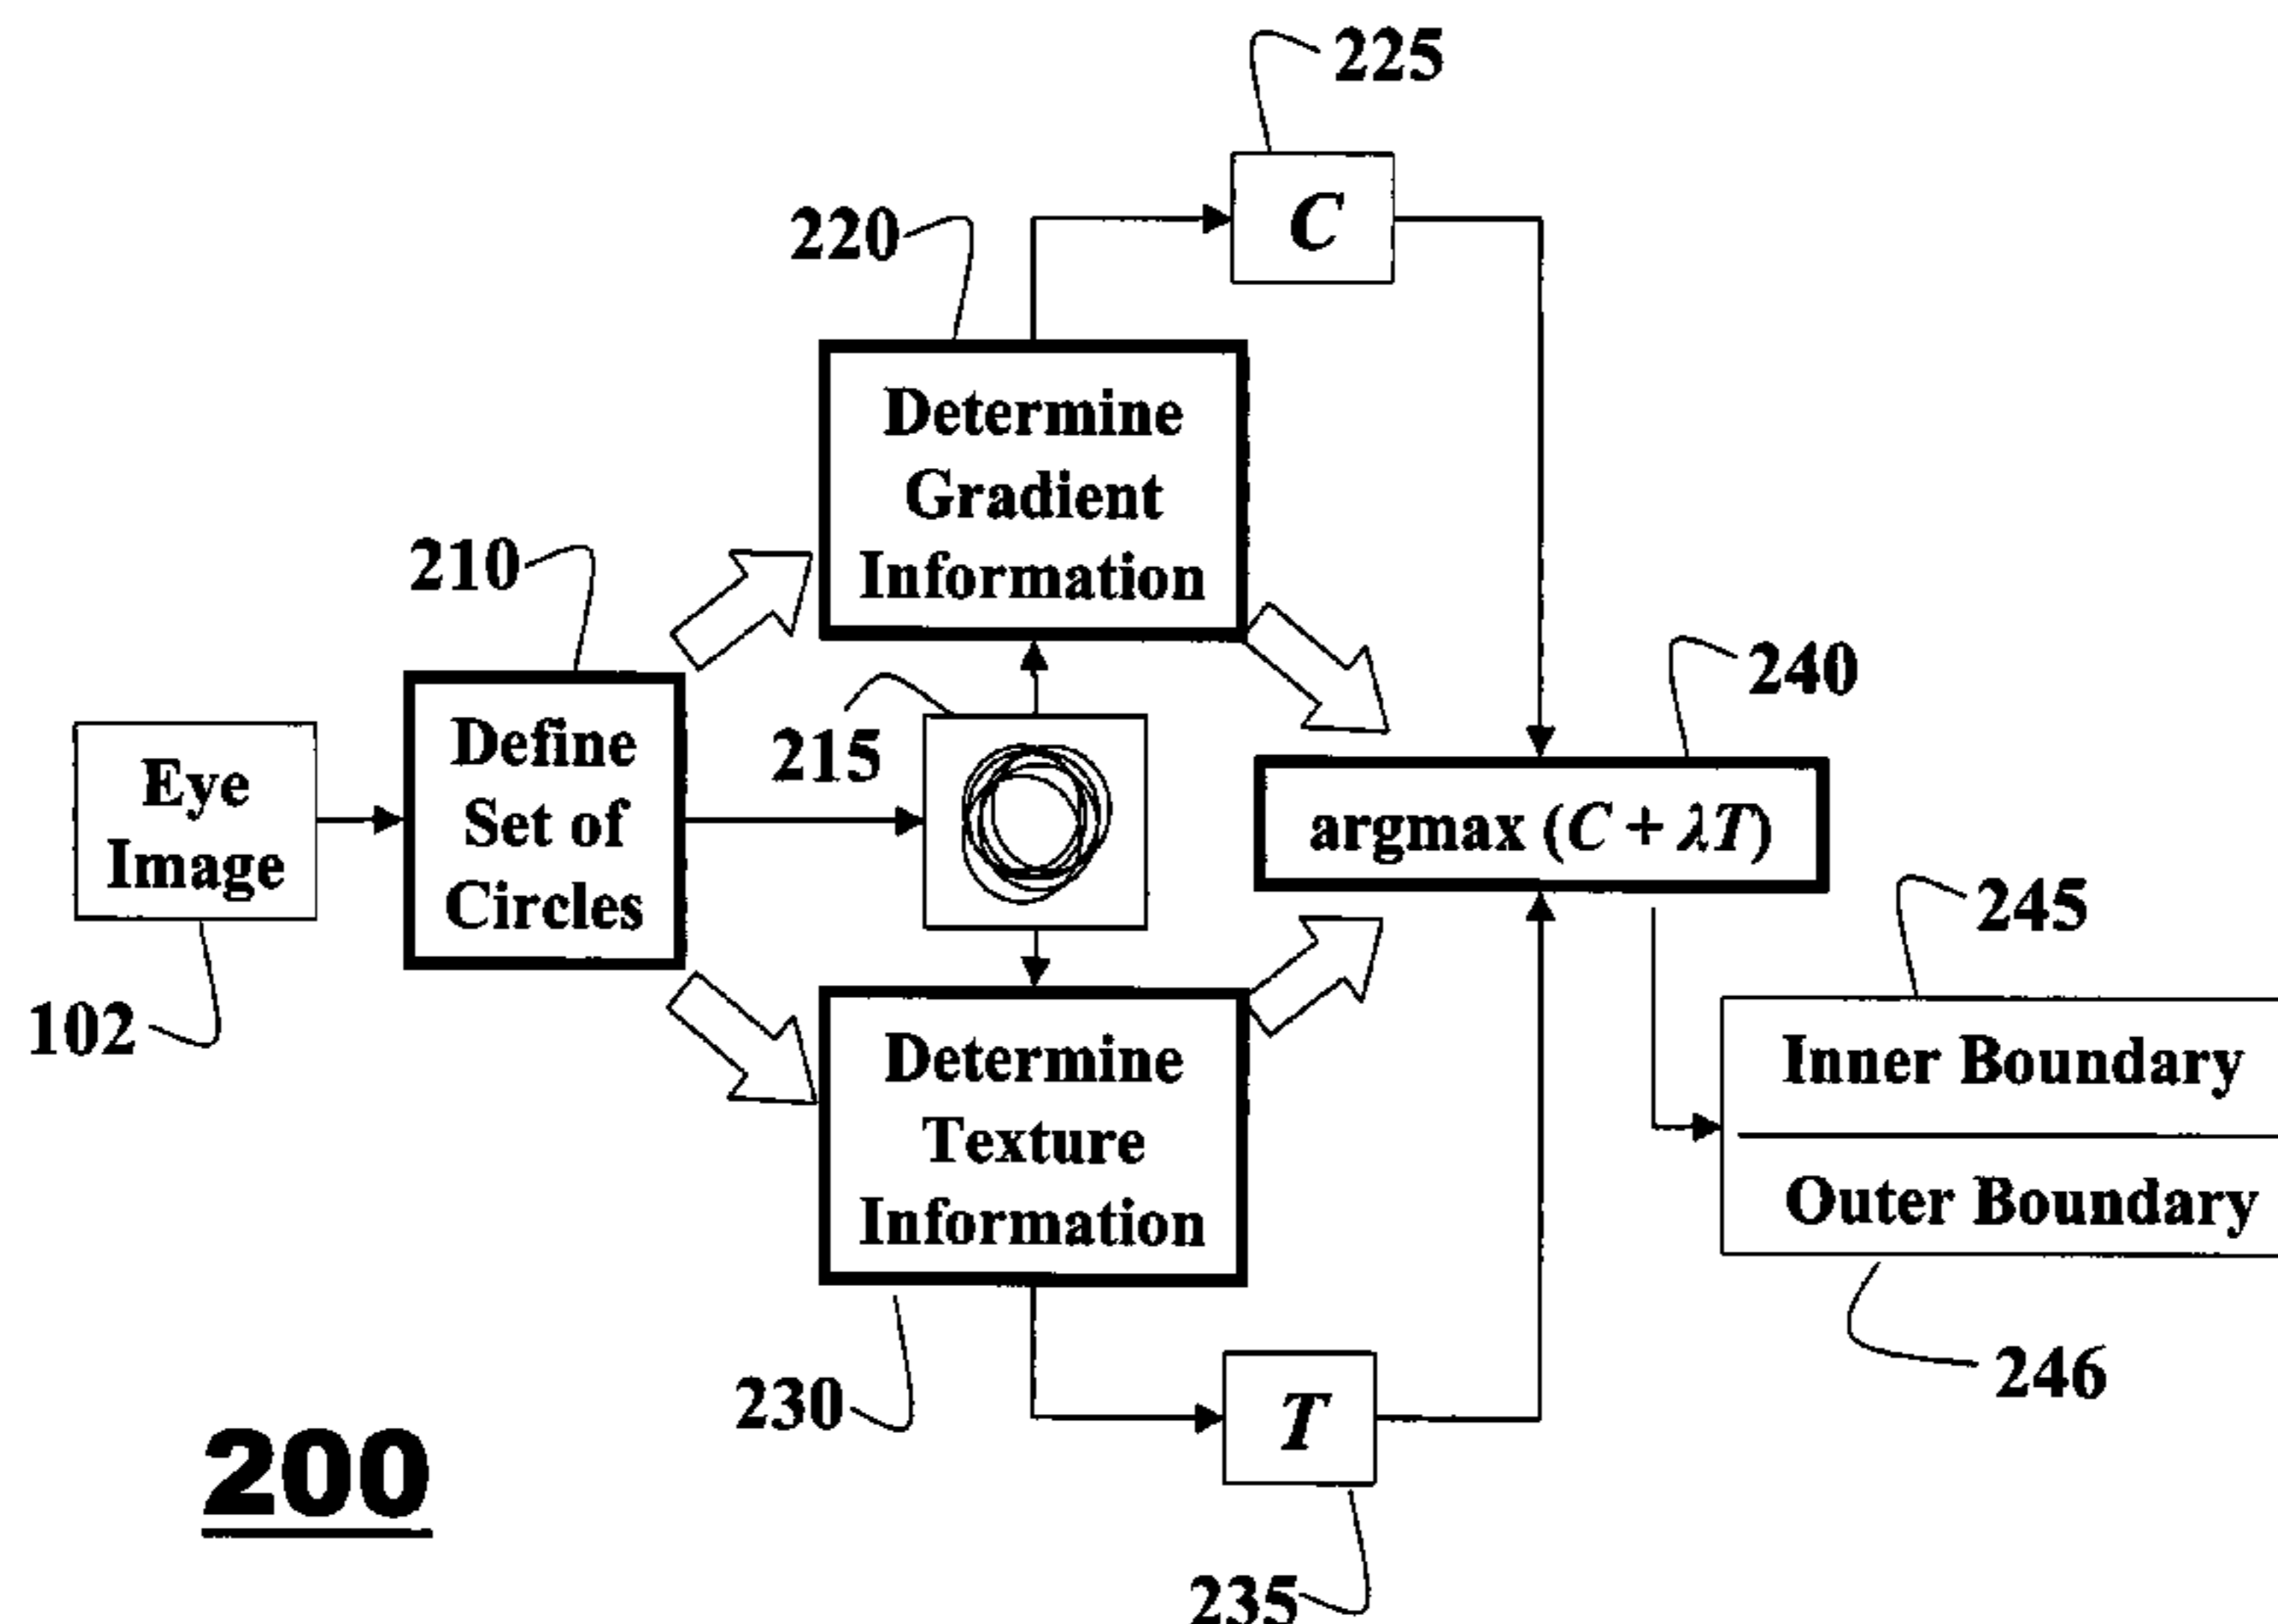 225
C
220
Determine
Gradient
Information
210
215
240
Eye
Image
Define
Set of
Circles
argmax (C + λT)
245
102
Determine
Texture
Information
Inner Boundary
Outer Boundary
230
T
246
200
235